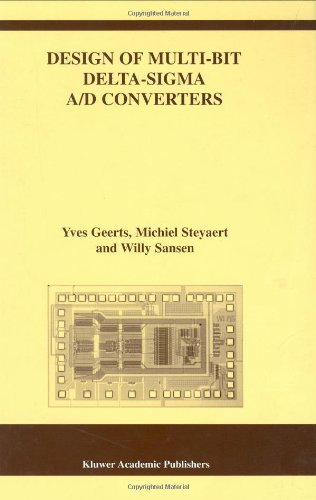 DESIGN OF MULTI-BIT
DELTA-SIGMA
A/D CONVERTERS
Yves Geerts, Michiel Steyaert
and Willy Sansen
Kluwer Academic Publishers